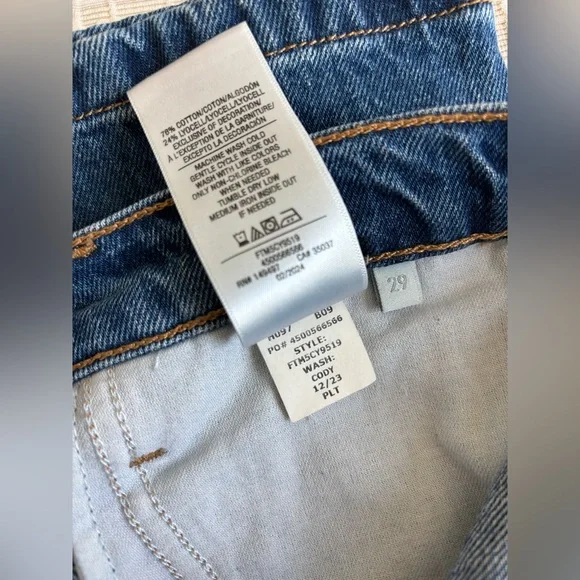 76% COTTON/COTON/ALGODÓN
24% LYOCELL/LYOCELL/LYOCELL
EXCLUSIVE OF DECORATION/
À L'EXCEPTION DE LA GARNITURE/
EXCEPTO LA DECORACIÓN
MACHINE WASH COLD
GENTLE CYCLE INSIDE OUT
WASH WITH LIKE COLORS
ONLY NON-CHLORINE BLEACH
WHEN NEEDED
TUMBLE DRY LOW
MEDIUM IRON INSIDE OUT
IF NEEDED
FTM5CY9519
4500566566
RN# 149497 CA# 35037
02/2024
29
H097 B09
PO# 4500566566
STYLE:
FTM5CY9519
WASH:
CODY
12/23
PLT